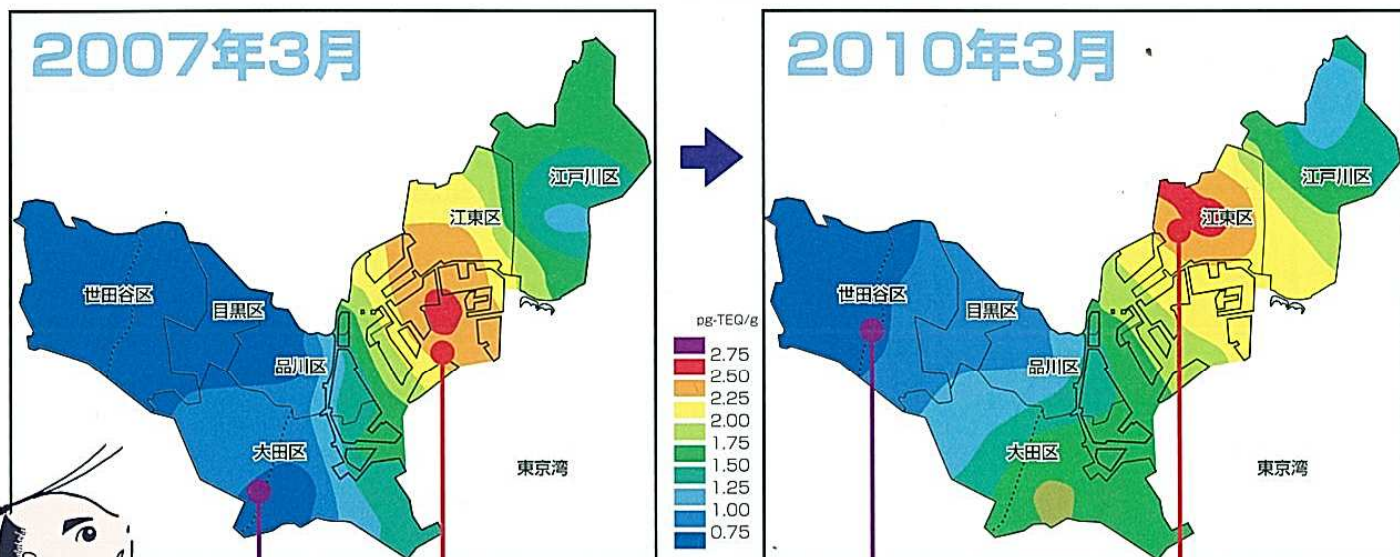 2007年3月
江戸川区
江東区
世田谷区
目黒区
品川区
大田区
東京湾
pg-TEQ/g
2.75
2.50
2.25
2.00
1.75
1.50
1.25
1.00
0.75
2010年3月
江戸川区
江東区
世田谷区
目黒区
品川区
大田区
東京湾